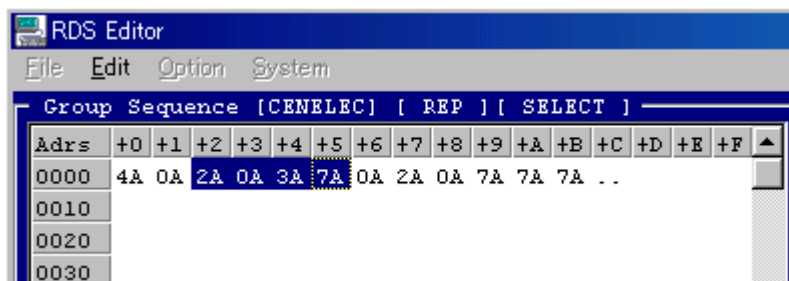 RDS Editor
File Edit Option System
Group Sequence [CENELEC] [ REP ][ SELECT ]
Adrs +0 +1 +2 +3 +4 +5 +6 +7 +8 +9 +A +B +C +D +E +F
0000 4A 0A 2A 0A 3A 7A 0A 2A 0A 7A 7A 7A ..
0010
0020
0030